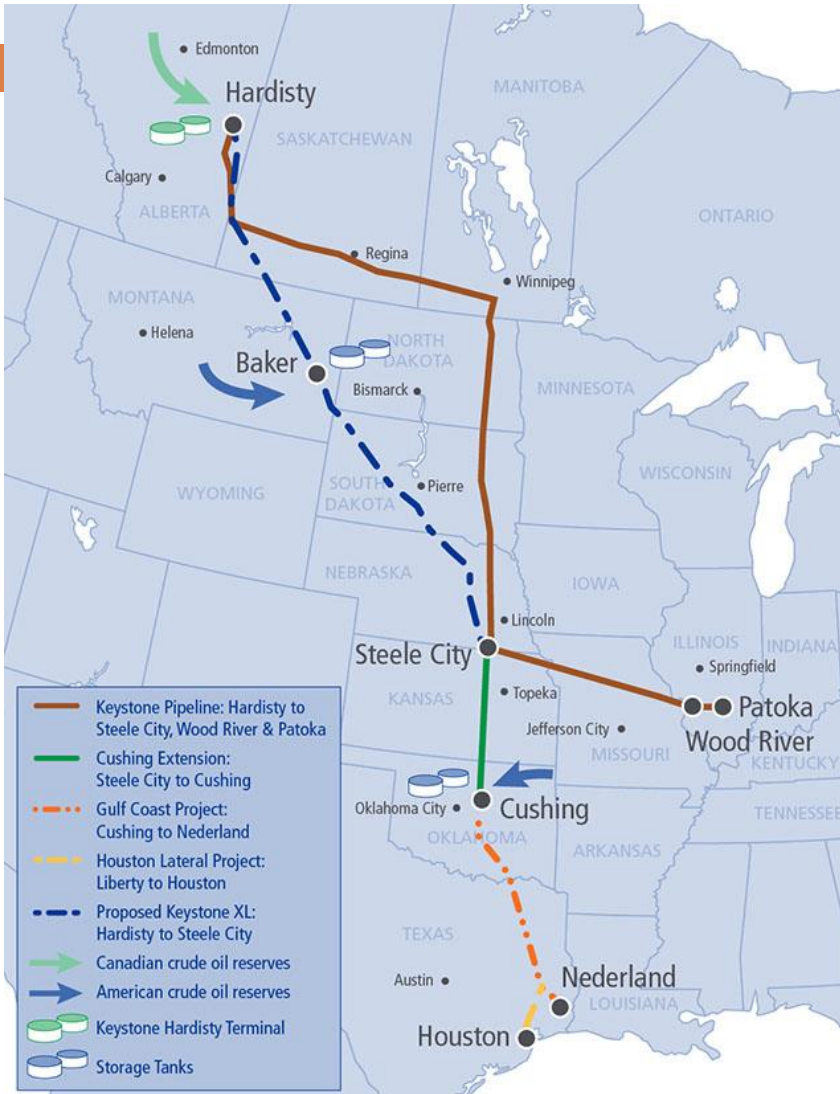 Edmonton
Hardisty
MANITOBA
SASKATCHEWAN
Calgary
ALBERTA
ONTARIO
Regina
Winnipeg
MONTANA
Helena
NORTH
DAKOTA
Baker
Bismarck
MINNESOTA
WISCONSIN
WYOMING
SOUTH
DAKOTA
Pierre
NEBRASKA
IOWA
Lincoln
ILLINOIS
INDIANA
Steele City
Springfield
KANSAS
Topeka
Patoka
Jefferson City
Wood River
MISSOURI
KENTUCKY
Oklahoma City
Cushing
TENNESSEE
OKLAHOMA
ARKANSAS
TEXAS
Austin
Nederland
LOUISIANA
Houston
Keystone Pipeline: Hardisty to
Steele City, Wood River & Patoka
Cushing Extension:
Steele City to Cushing
Gulf Coast Project:
Cushing to Nederland
Houston Lateral Project:
Liberty to Houston
Proposed Keystone XL:
Hardisty to Steele City
Canadian crude oil reserves
American crude oil reserves
Keystone Hardisty Terminal
Storage Tanks